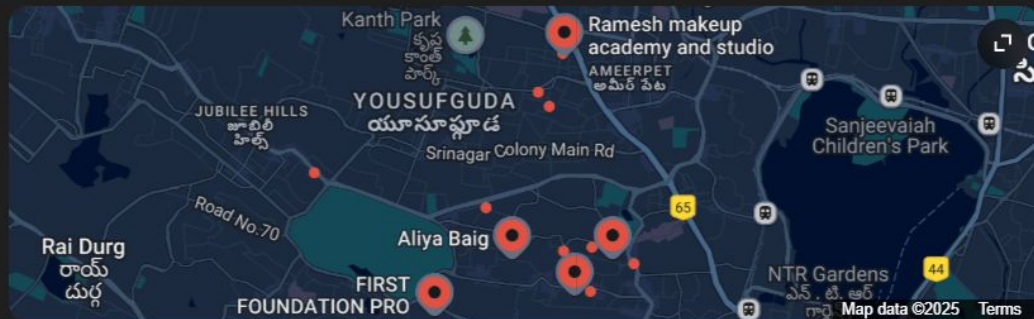 Kanth Park
కృష్ణ
కాంత్
పార్క్
Ramesh makeup
academy and studio
AMEERPET
అమీర్ పేట
JUBILEE HILLS
జూబిలీ
హిల్స్
YOUSUFGUDA
యూసూఫ్గూడ
Srinagar Colony Main Rd
Sanjeevaiah
Children's Park
Road No.70
65
Aliya Baig
Rai Durg
రాయ్
దుర్గ
FIRST
FOUNDATION PRO
44
NTR Gardens
ఎన్. టి. ఆర్
Map data ©2025
Terms